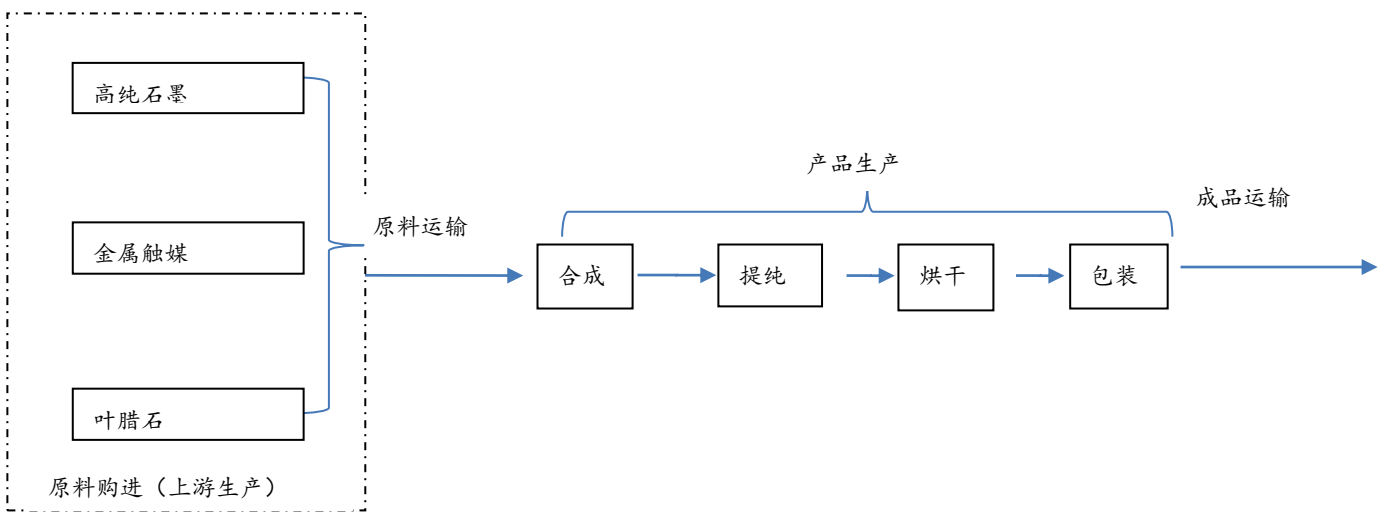 高纯石墨
金属触媒
叶腊石
原料购进（上游生产）
原料运输
产品生产
合成
提纯
烘干
包装
成品运输